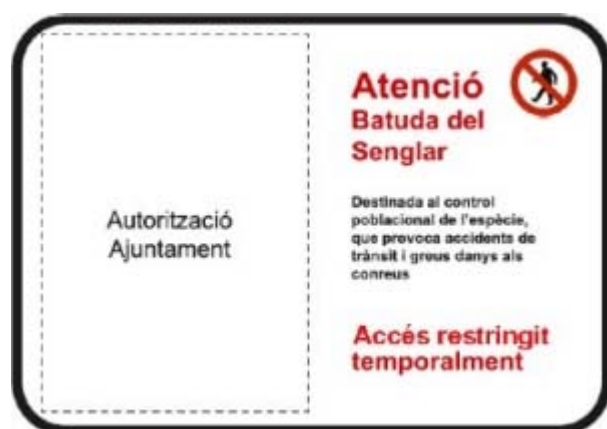 Autorització
Ajuntament
Atenció
Batuda del
Senglar
Destinada al control
poblacional de l'espècie,
que provoca accidents de
trànsit i greus danys als
conreus
Accés restringit
temporalment